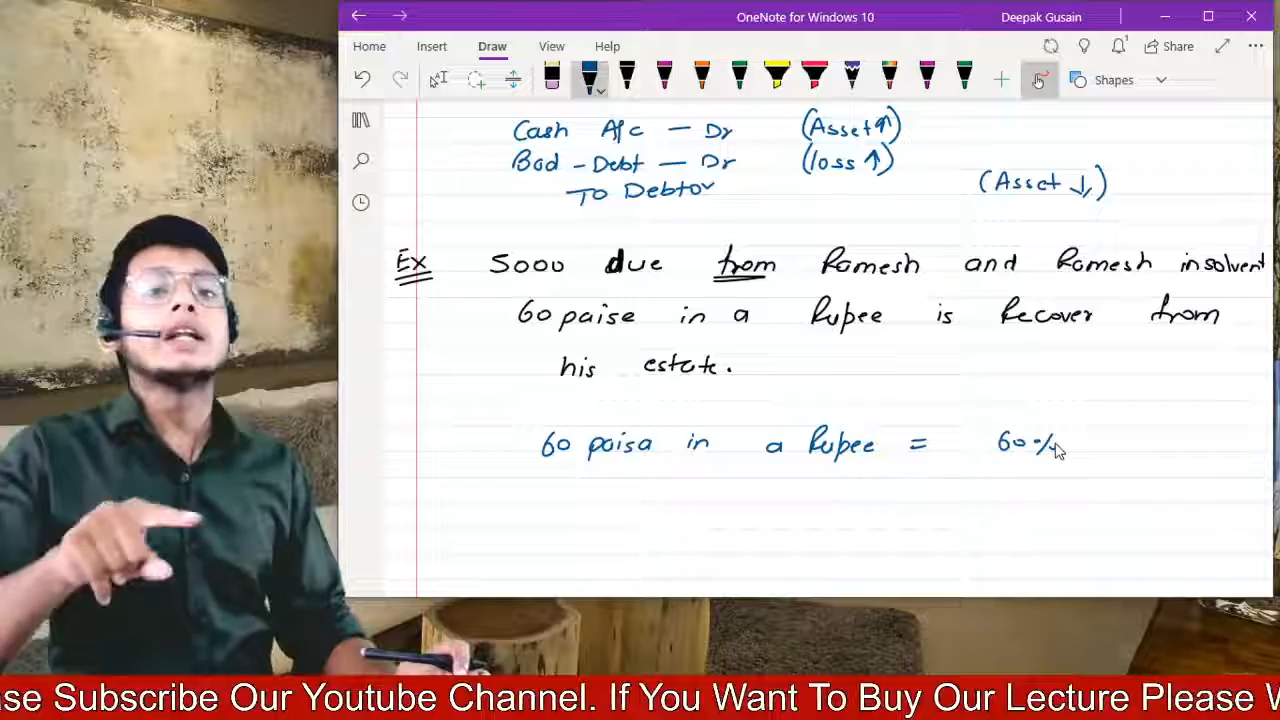 OneNote for Windows 10
Deepak Gusain
Home Insert Draw View Help
Share
Shapes
Cash A/c - Dr (Asset ↑)
Bad - Debt - Dr (loss ↑)
To Debtor (Asset ↓)
Ex 5000 due from Ramesh and Ramesh insolvent
60 paise in a Rupee is Recover from
his estate.
60 paisa in a Rupee = 60%
se Subscribe Our Youtube Channel. If You Want To Buy Our Lecture Please W